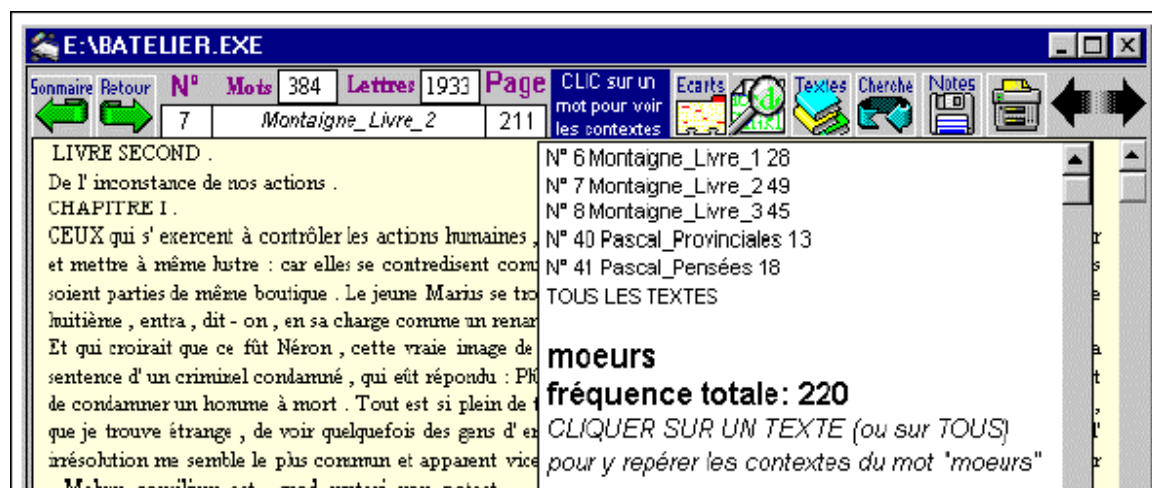 E:\BATELIER.EXE
Sommaire Retour N° Mots 384 Lettres 1933 Page CLIC sur un mot pour voir les contextes Ecarts Textes Cherche Notes
7 Montaigne_Livre_2 211
LIVRE SECOND .
De l' inconstance de nos actions .
CHAPITRE I .
CEUX qui s' exercent à contrôler les actions humaines ,
et mettre à même lustre : car elles se contredisent com
soient parties de même boutique . Le jeune Marius se tro
huitième , entra , dit - on , en sa charge comme un renar
Et qui croirait que ce fût Néron , cette vraie image de
sentence d' un criminel condamné , qui eût répondu : Pl
de condamner un homme à mort . Tout est si plein de t
que je trouve étrange , de voir quelquefois des gens d' e
irrésolution me semble le plus commun et apparent vice
N° 6 Montaigne_Livre_1 28
N° 7 Montaigne_Livre_2 49
N° 8 Montaigne_Livre_3 45
N° 40 Pascal_Provinciales 13
N° 41 Pascal_Pensées 18
TOUS LES TEXTES
moeurs
fréquence totale: 220
CLIQUER SUR UN TEXTE (ou sur TOUS)
pour y repérer les contextes du mot "moeurs"